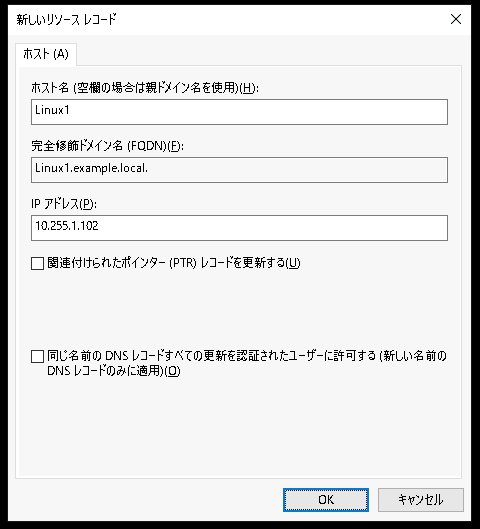 新しいリソース レコード
ホスト (A)
ホスト名 (空欄の場合は親ドメイン名を使用)(H):
Linux1
完全修飾ドメイン名 (FQDN)(F):
Linux1.example.local.
IP アドレス(P):
10.255.1.102
関連付けられたポインター (PTR) レコードを更新する(U)
同じ名前の DNS レコードすべての更新を認証されたユーザーに許可する (新しい名前の
DNS レコードのみに適用)(O)
OK
キャンセル